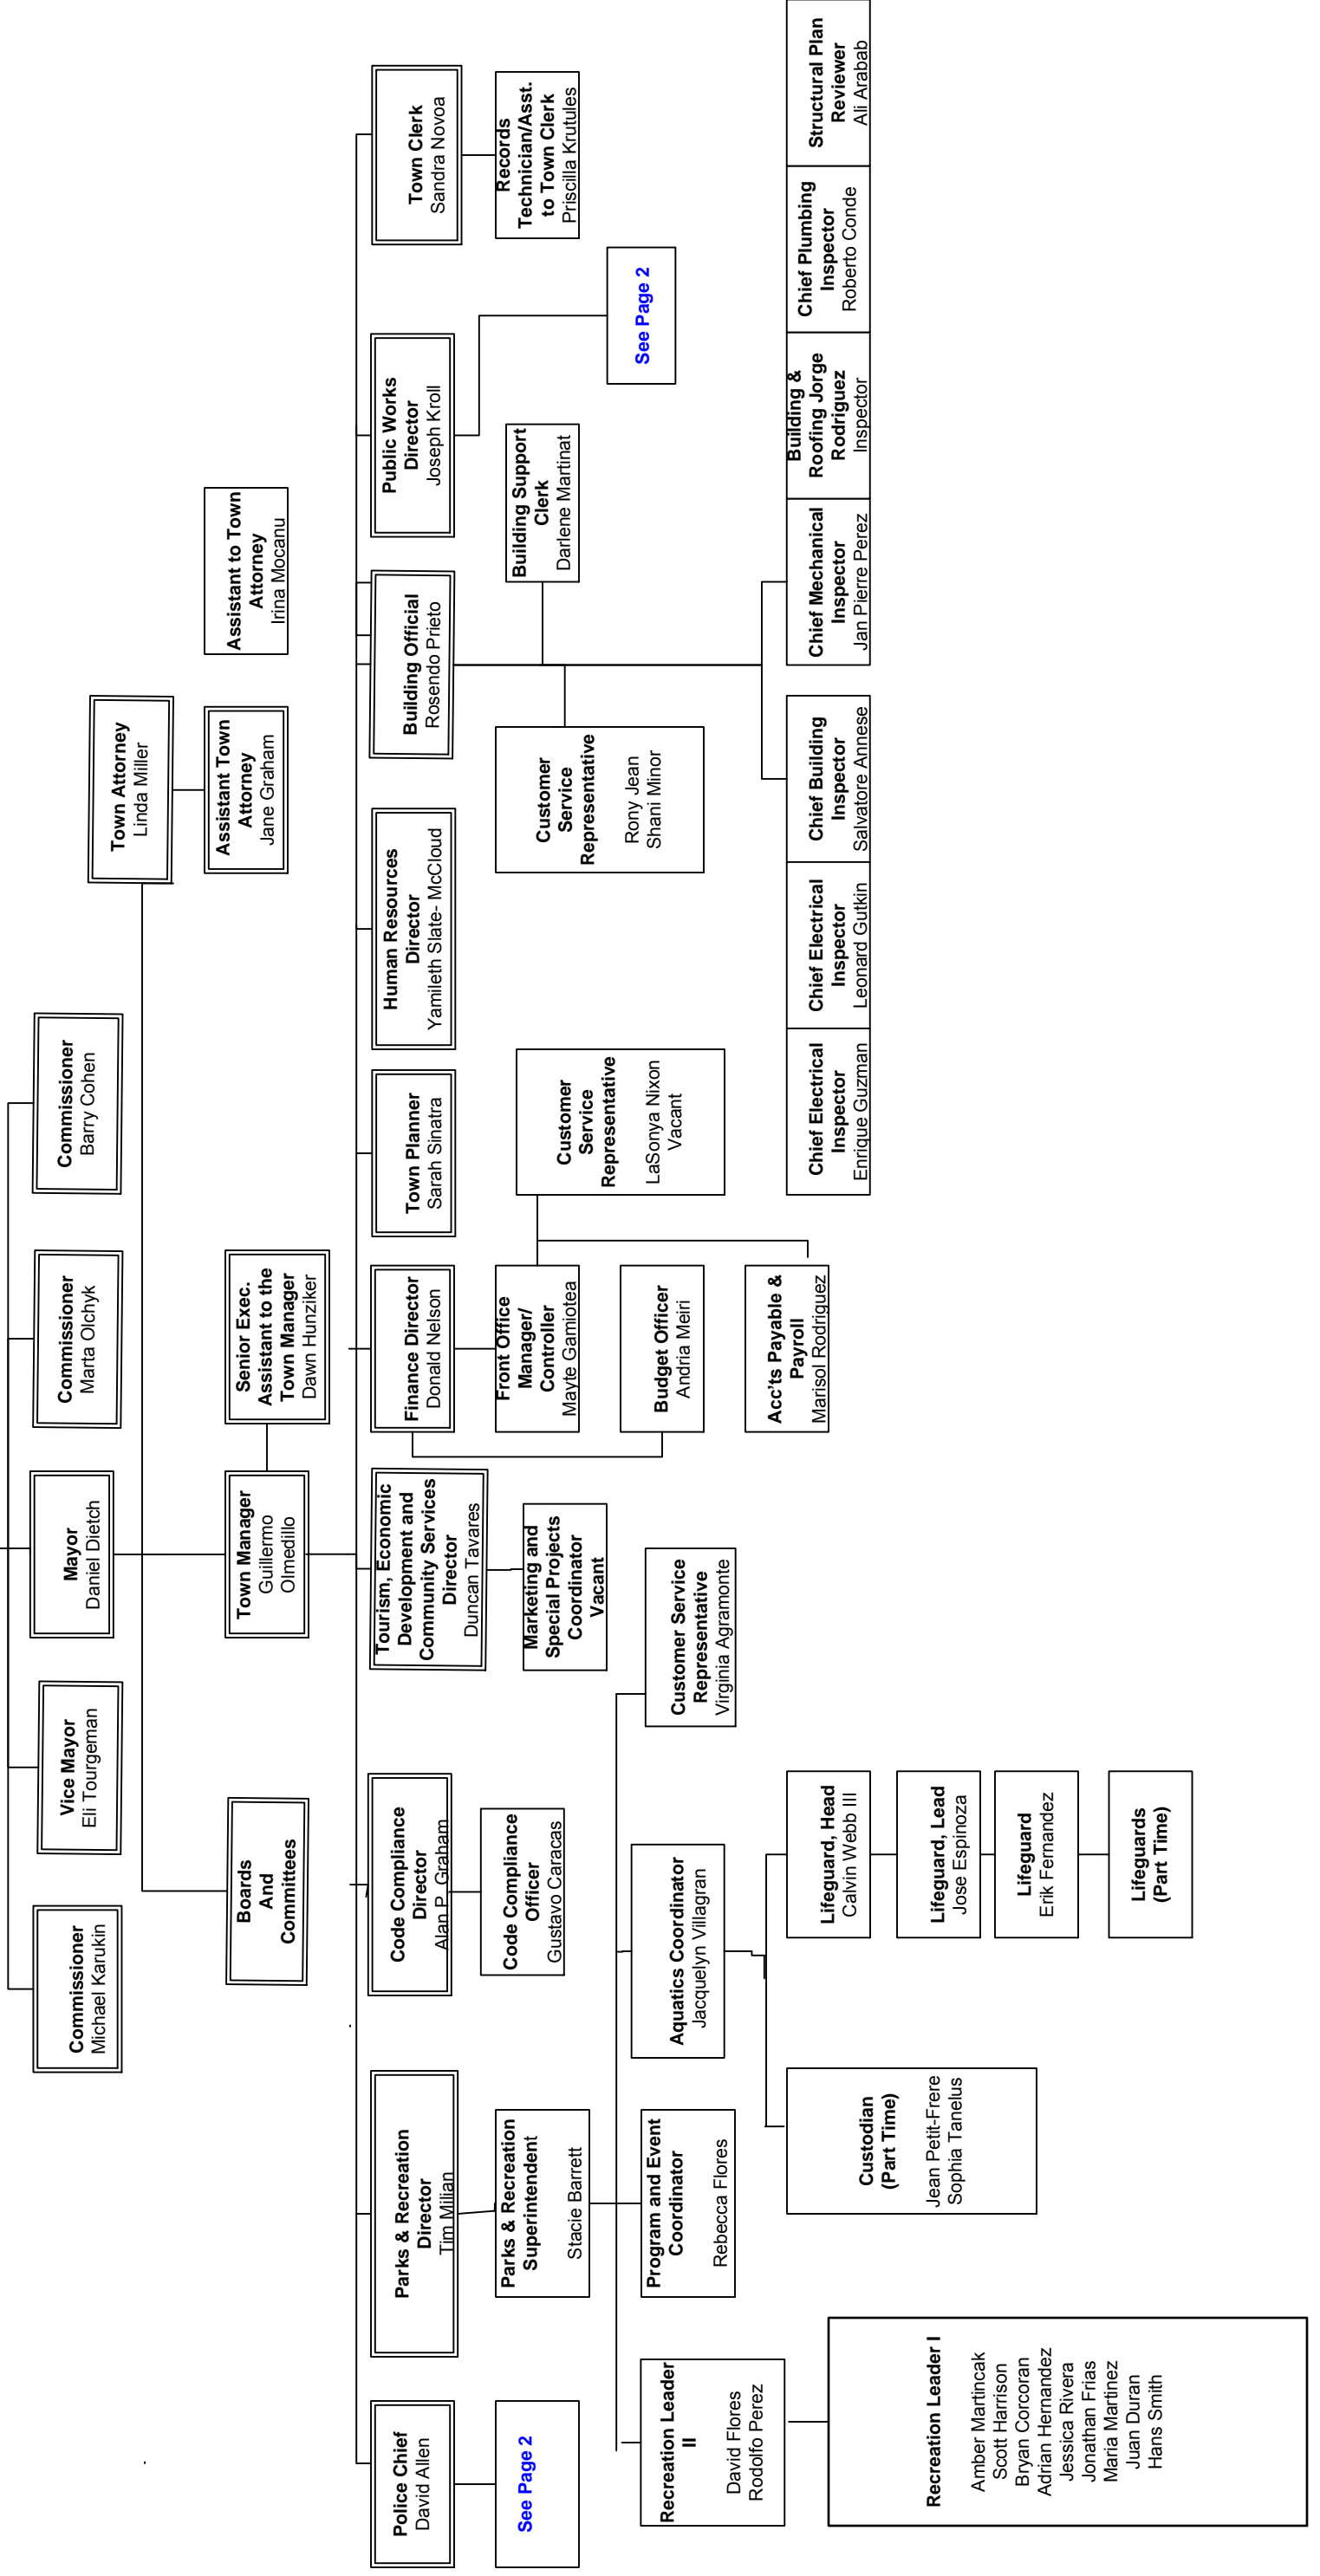 Commissioner
Michael Karukin
Vice Mayor
Eli Tourgeman
Mayor
Daniel Dietch
Commissioner
Marta Olchyk
Commissioner
Barry Cohen
Town Attorney
Linda Miller
Boards
And
Committees
Town Manager
Guillermo
Olmedillo
Senior Exec.
Assistant to the
Town Manager
Dawn Hunziker
Assistant Town
Attorney
Jane Graham
Assistant to Town
Attorney
Irina Mocanu
Police Chief
David Allen
Parks & Recreation
Director
Tim Milian
Code Compliance
Director
Alan P. Graham
Tourism, Economic
Development and
Community Services
Director
Duncan Tavares
Finance Director
Donald Nelson
Town Planner
Sarah Sinatra
Human Resources
Director
Yamileth Slate- McCloud
Building Official
Rosendo Prieto
Public Works
Director
Joseph Kroll
Town Clerk
Sandra Novoa
See Page 2
Parks & Recreation
Superintendent
Stacie Barrett
Code Compliance
Officer
Gustavo Caracas
Marketing and
Special Projects
Coordinator
Vacant
Front Office
Manager/
Controller
Mayte Gamiotea
Customer
Service
Representative
LaSonya Nixon
Vacant
Customer
Service
Representative
Rony Jean
Shani Minor
Building Support
Clerk
Darlene Martinat
See Page 2
Records
Technician/Asst.
to Town Clerk
Priscilla Krutules
Budget Officer
Andria Meiri
Acc'ts Payable &
Payroll
Marisol Rodriguez
Recreation Leader
II
David Flores
Rodolfo Perez
Program and Event
Coordinator
Rebecca Flores
Aquatics Coordinator
Jacquelyn Villagran
Customer Service
Representative
Virginia Agramonte
Custodian
(Part Time)
Jean Petit-Frere
Sophia Tanelus
Lifeguard, Head
Calvin Webb III
Lifeguard, Lead
Jose Espinoza
Lifeguard
Erik Fernandez
Lifeguards
(Part Time)
Recreation Leader I
Amber Martincak
Scott Harrison
Bryan Corcoran
Adrian Hernandez
Jessica Rivera
Jonathan Frias
Maria Martinez
Juan Duran
Hans Smith
Chief Electrical
Inspector
Enrique Guzman
Chief Electrical
Inspector
Leonard Gutkin
Chief Building
Inspector
Salvatore Annese
Chief Mechanical
Inspector
Jan Pierre Perez
Building &
Roofing Jorge
Rodriguez
Inspector
Chief Plumbing
Inspector
Roberto Conde
Structural Plan
Reviewer
Ali Arabab